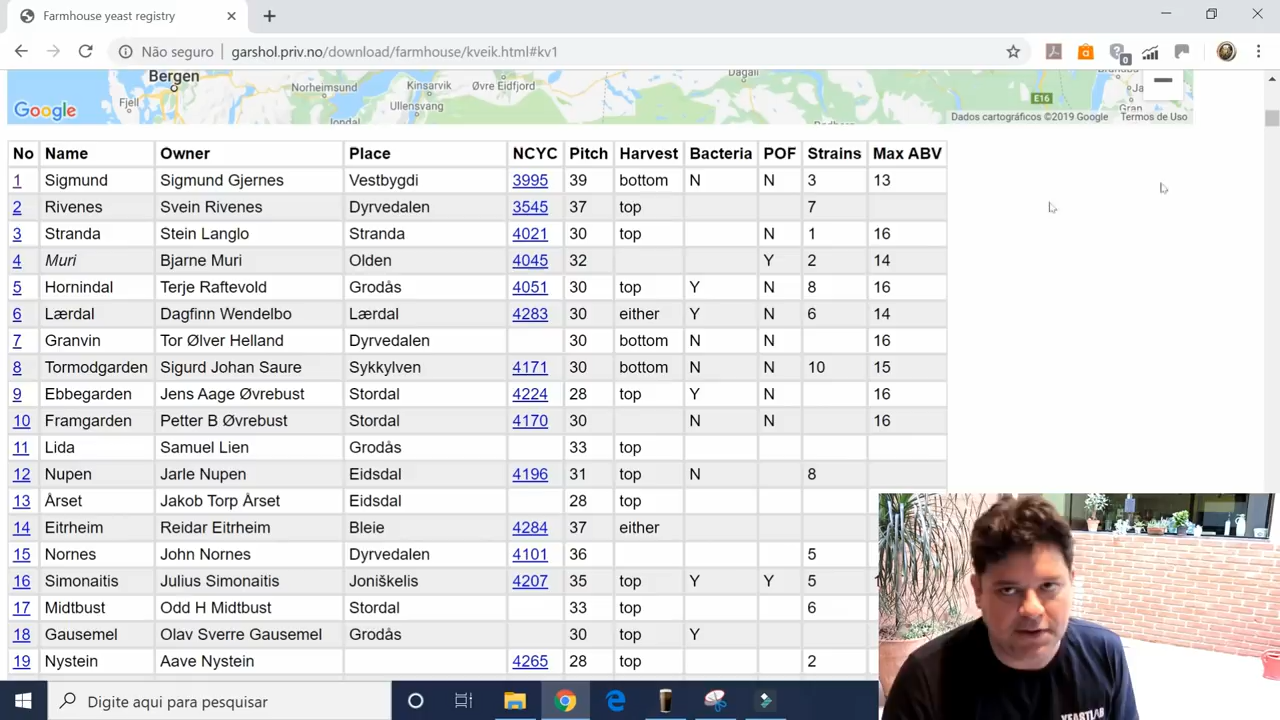 Farmhouse yeast registry
Não seguro garshol.priv.no/download/farmhouse/kveik.html#kv1
0
Bergen
Fjell
Norheimsund
Kinsarvik
Øvre Eidfjord
Ullensvang
Dagali
E16
Gran
Google
Dados cartográficos ©2019 Google Termos de Uso
No Name Owner Place NCYC Pitch Harvest Bacteria POF Strains Max ABV
1 Sigmund Sigmund Gjernes Vestbygdi 3995 39 bottom N N 3 13
2 Rivenes Svein Rivenes Dyrvedalen 3545 37 top 7
3 Stranda Stein Langlo Stranda 4021 30 top N 1 16
4 Muri Bjarne Muri Olden 4045 32 Y 2 14
5 Hornindal Terje Raftevold Grodås 4051 30 top Y N 8 16
6 Lærdal Dagfinn Wendelbo Lærdal 4283 30 either Y N 6 14
7 Granvin Tor Ølver Helland Dyrvedalen 30 bottom N N 16
8 Tormodgarden Sigurd Johan Saure Sykkylven 4171 30 bottom N N 10 15
9 Ebbegarden Jens Aage Øvrebust Stordal 4224 28 top Y N 16
10 Framgarden Petter B Øvrebust Stordal 4170 30 N N 16
11 Lida Samuel Lien Grodås 33 top
12 Nupen Jarle Nupen Eidsdal 4196 31 top N 8
13 Årset Jakob Torp Årset Eidsdal 28 top
14 Eitrheim Reidar Eitrheim Bleie 4284 37 either
15 Nornes John Nornes Dyrvedalen 4101 36 5
16 Simonaitis Julius Simonaitis Joniškelis 4207 35 top Y Y 5
17 Midtbust Odd H Midtbust Stordal 33 top 6
18 Gausemel Olav Sverre Gausemel Grodås 30 top Y
19 Nystein Aave Nystein 4265 28 top 2
YEASTLAB
Digite aqui para pesquisar